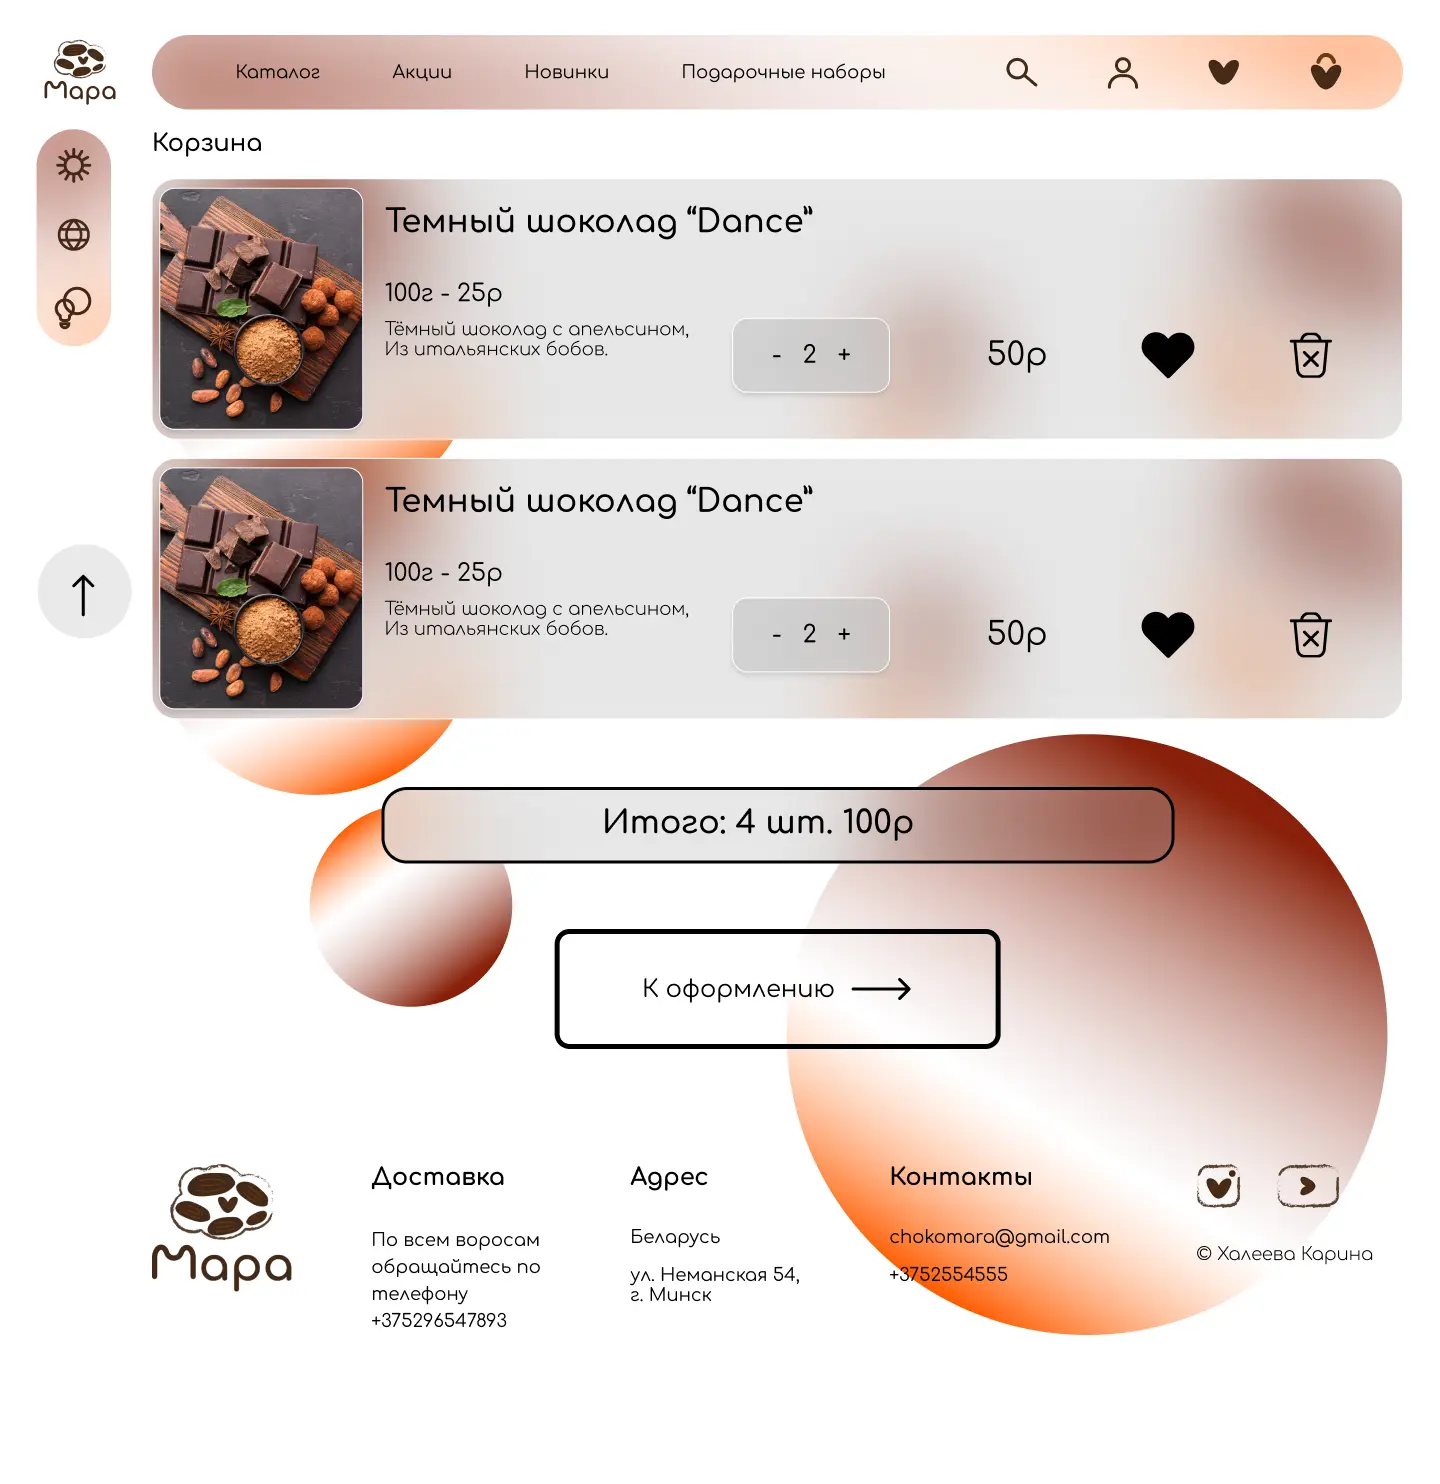 Мара
Каталог
Акции
Новинки
Подарочные наборы
Корзина
Темный шоколад “Dance”
100г - 25р
Тёмный шоколад с апельсином,
Из итальянских бобов.
- 2 +
50р
Темный шоколад “Dance”
100г - 25р
Тёмный шоколад с апельсином,
Из итальянских бобов.
- 2 +
50р
Итого: 4 шт. 100р
К оформлению
Мара
Доставка
По всем воросам
обращайтесь по
телефону
+375296547893
Адрес
Беларусь
ул. Неманская 54,
г. Минск
Контакты
chokomara@gmail.com
+3752554555
© Халеева Карина